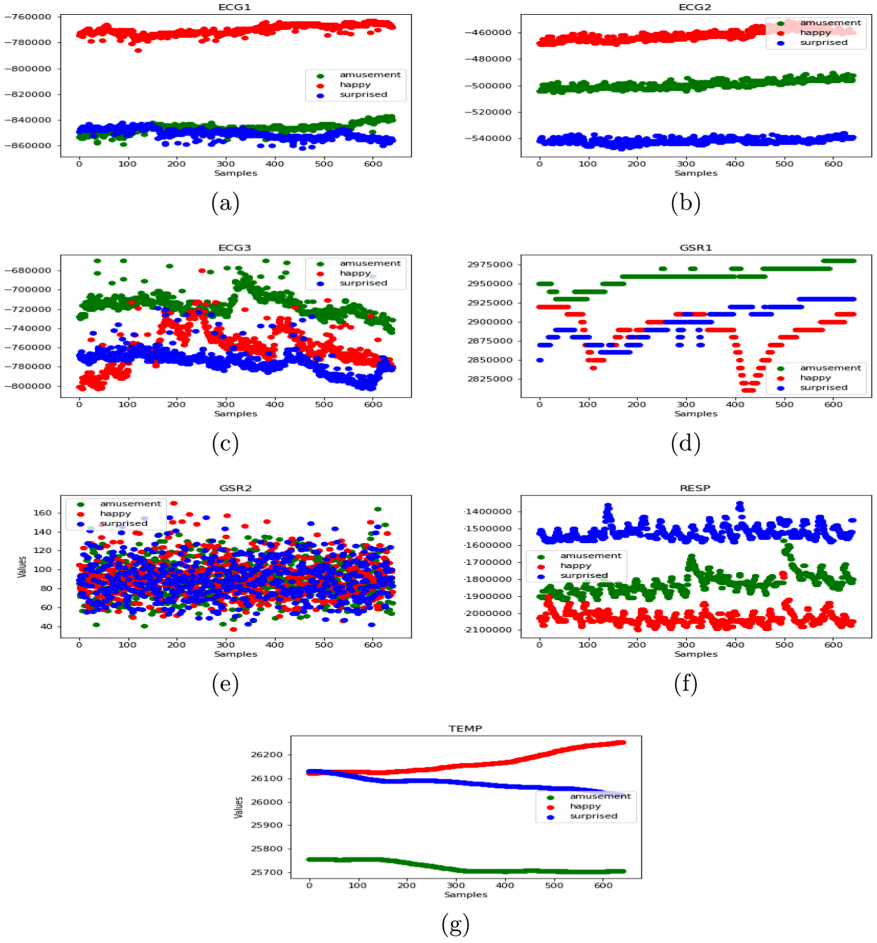 ECG1
−760000
−780000
−800000
−820000
−840000
−860000
amusement
happy
surprised
0 100 200 300 400 500 600
Samples
(a)
ECG2
−460000
−480000
−500000
−520000
−540000
amusement
happy
surprised
0 100 200 300 400 500 600
Samples
(b)
ECG3
−680000
−700000
−720000
−740000
−760000
−780000
−800000
amusement
happy
surprised
0 100 200 300 400 500 600
Samples
(c)
GSR1
2975000
2950000
2925000
2900000
2875000
2850000
2825000
amusement
happy
surprised
0 100 200 300 400 500 600
Samples
(d)
GSR2
Values
160
140
120
100
80
60
40
amusement
happy
surprised
0 100 200 300 400 500 600
Samples
(e)
RESP
−1400000
−1500000
−1600000
−1700000
−1800000
−1900000
−2000000
−2100000
amusement
happy
surprised
0 100 200 300 400 500 600
Samples
(f)
TEMP
Values
26200
26100
26000
25900
25800
25700
amusement
happy
surprised
0 100 200 300 400 500 600
Samples
(g)